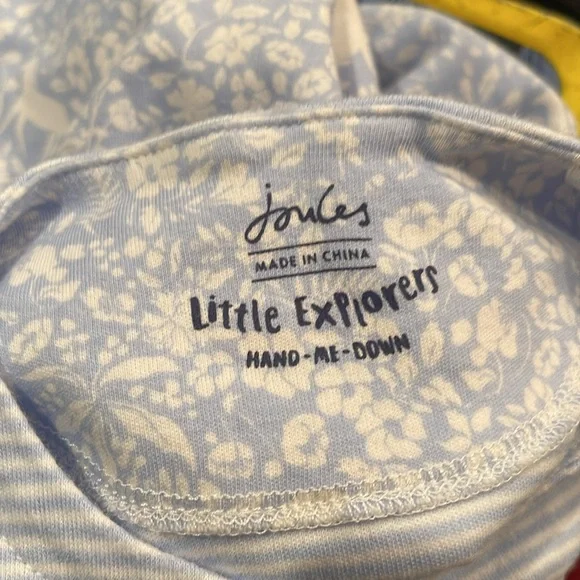 Joules
MADE IN CHINA
Little Explorers
HAND-ME-DOWN